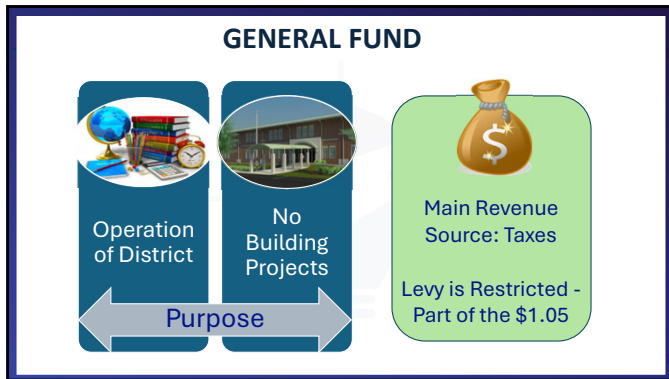 GENERAL FUND
Operation
of District
No
Building
Projects
Purpose
$
Main Revenue
Source: Taxes
Levy is Restricted -
Part of the $1.05